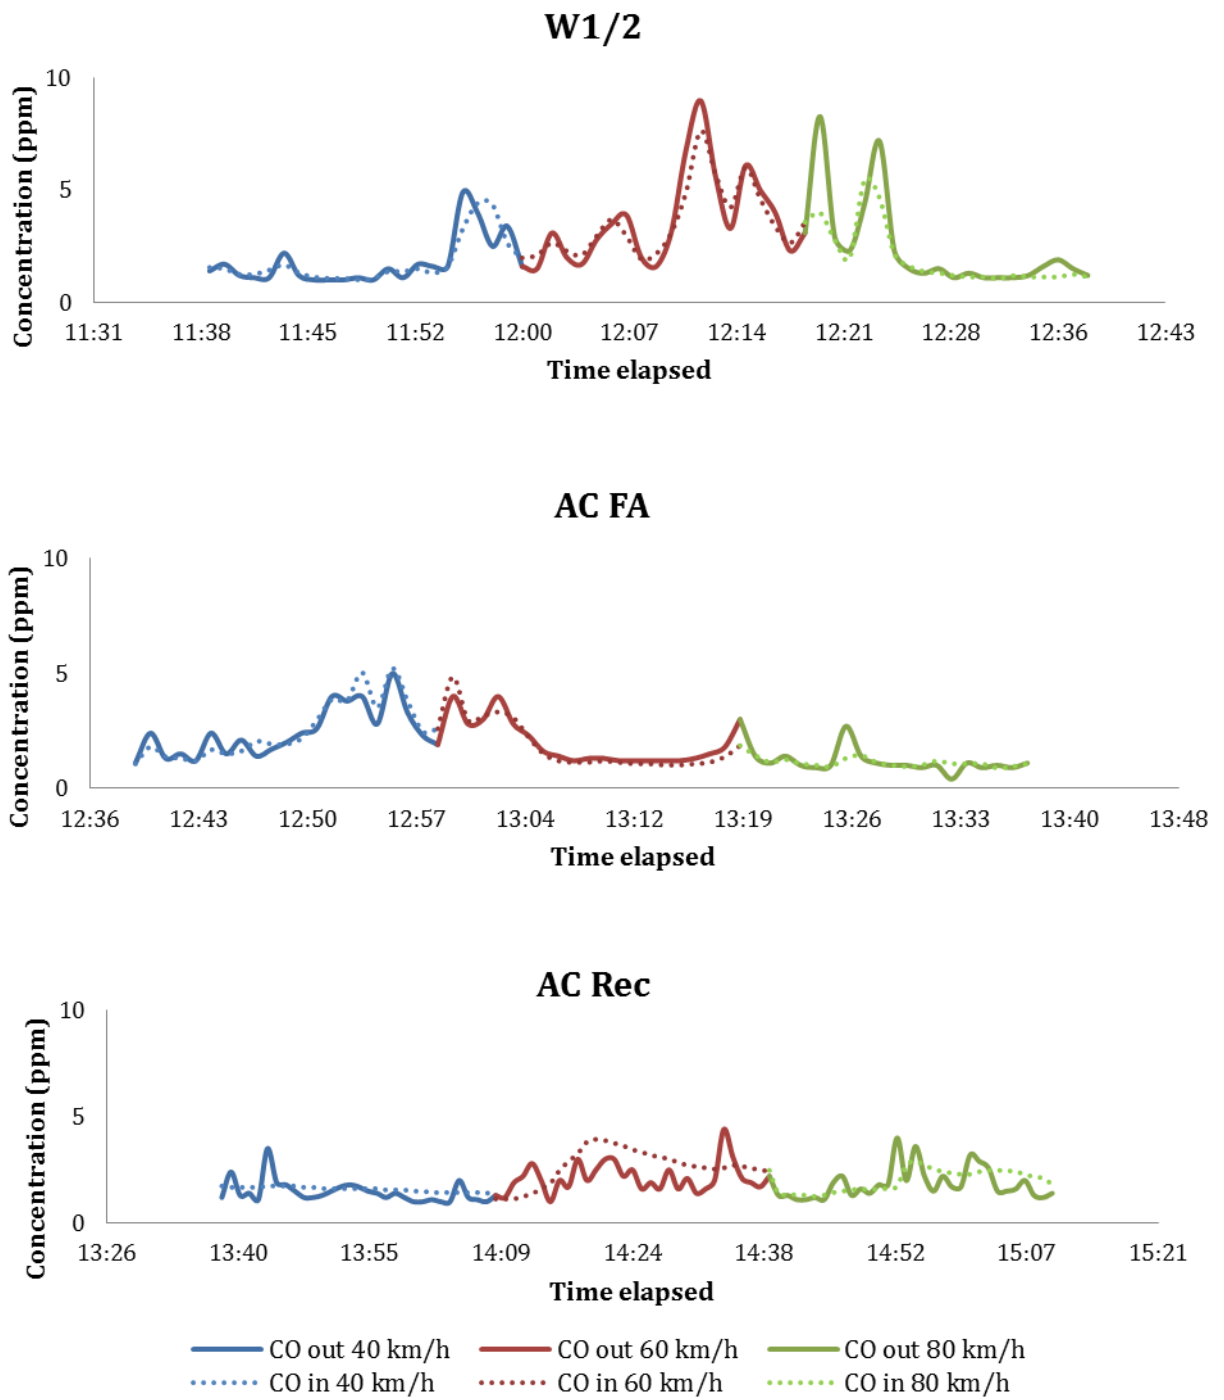 W1/2
Concentration (ppm)
10
5
0
11:31 11:38 11:45 11:52 12:00 12:07 12:14 12:21 12:28 12:36 12:43
Time elapsed
AC FA
Concentration (ppm)
10
5
0
12:36 12:43 12:50 12:57 13:04 13:12 13:19 13:26 13:33 13:40 13:48
Time elapsed
AC Rec
Concentration (ppm)
10
5
0
13:26 13:40 13:55 14:09 14:24 14:38 14:52 15:07 15:21
Time elapsed
CO out 40 km/h CO out 60 km/h CO out 80 km/h
CO in 40 km/h CO in 60 km/h CO in 80 km/h